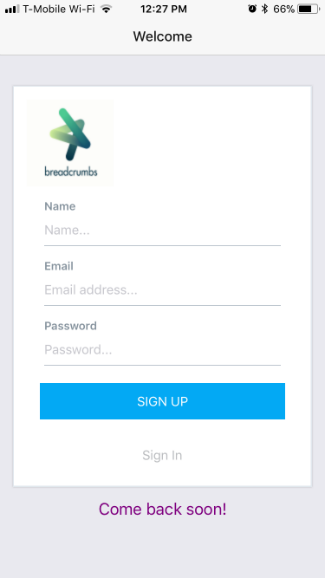 T-Mobile Wi-Fi 12:27 PM 66%
Welcome
breadcrumbs
Name
Name...
Email
Email address...
Password
Password...
SIGN UP
Sign In
Come back soon!